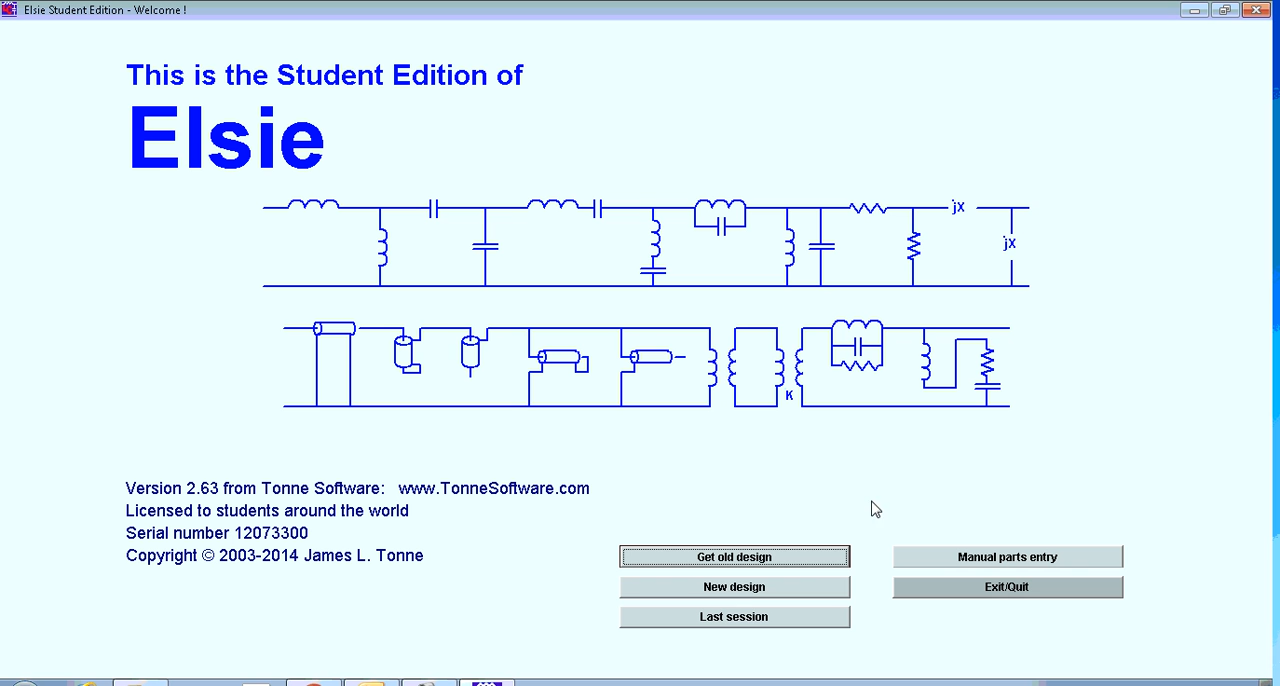 Elsie Student Edition - Welcome !
This is the Student Edition of
Elsie
jX
jX
K
Version 2.63 from Tonne Software: www.TonneSoftware.com
Licensed to students around the world
Serial number 12073300
Copyright © 2003-2014 James L. Tonne
Get old design
Manual parts entry
New design
Exit/Quit
Last session